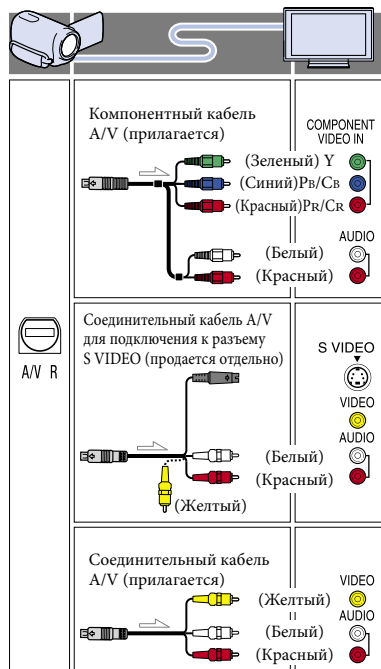 Компонентный кабель
A/V (прилагается)
COMPONENT
VIDEO IN
(Зеленый) Y
(Синий)PB/CB
(Красный)PR/CR
AUDIO
(Белый)
(Красный)
A/V R
Соединительный кабель A/V
для подключения к разъему
S VIDEO (продается отдельно)
S VIDEO
VIDEO
AUDIO
(Белый)
(Красный)
(Желтый)
Соединительный кабель
A/V (прилагается)
VIDEO
(Желтый)
AUDIO
(Белый)
(Красный)